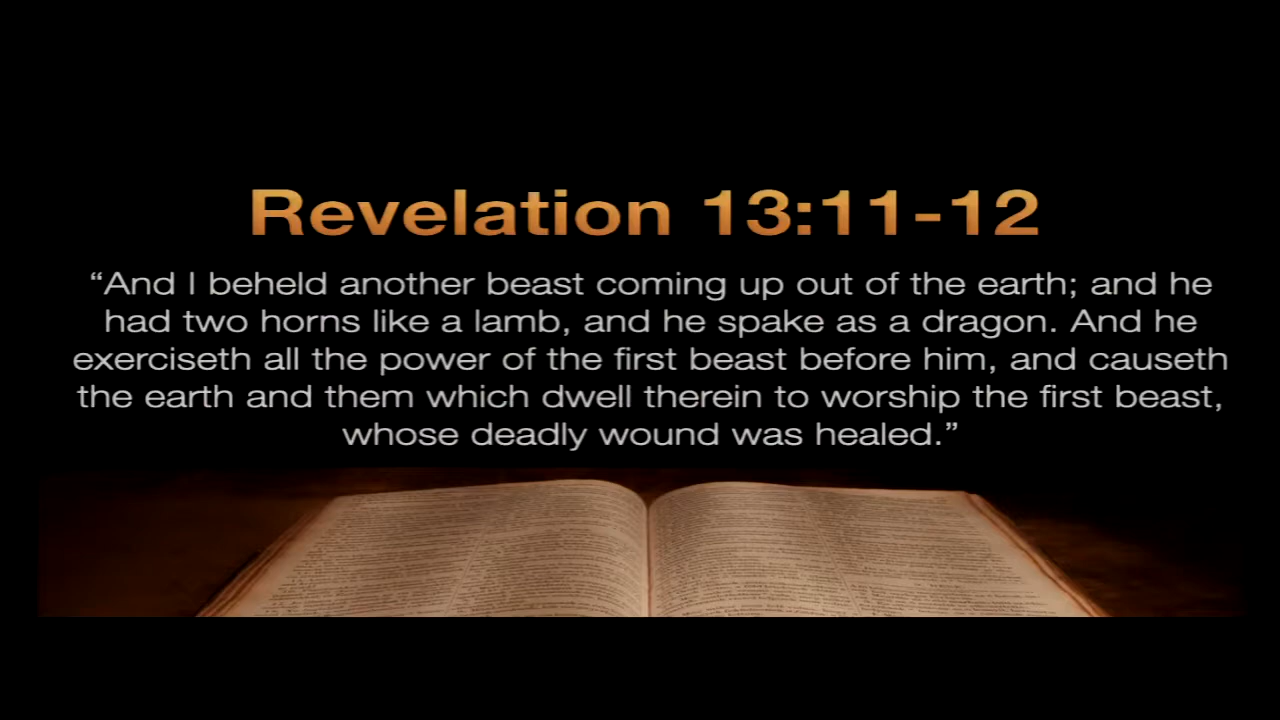 Revelation 13:11-12
“And I beheld another beast coming up out of the earth; and he
had two horns like a lamb, and he spake as a dragon. And he
exerciseth all the power of the first beast before him, and causeth
the earth and them which dwell therein to worship the first beast,
whose deadly wound was healed.”